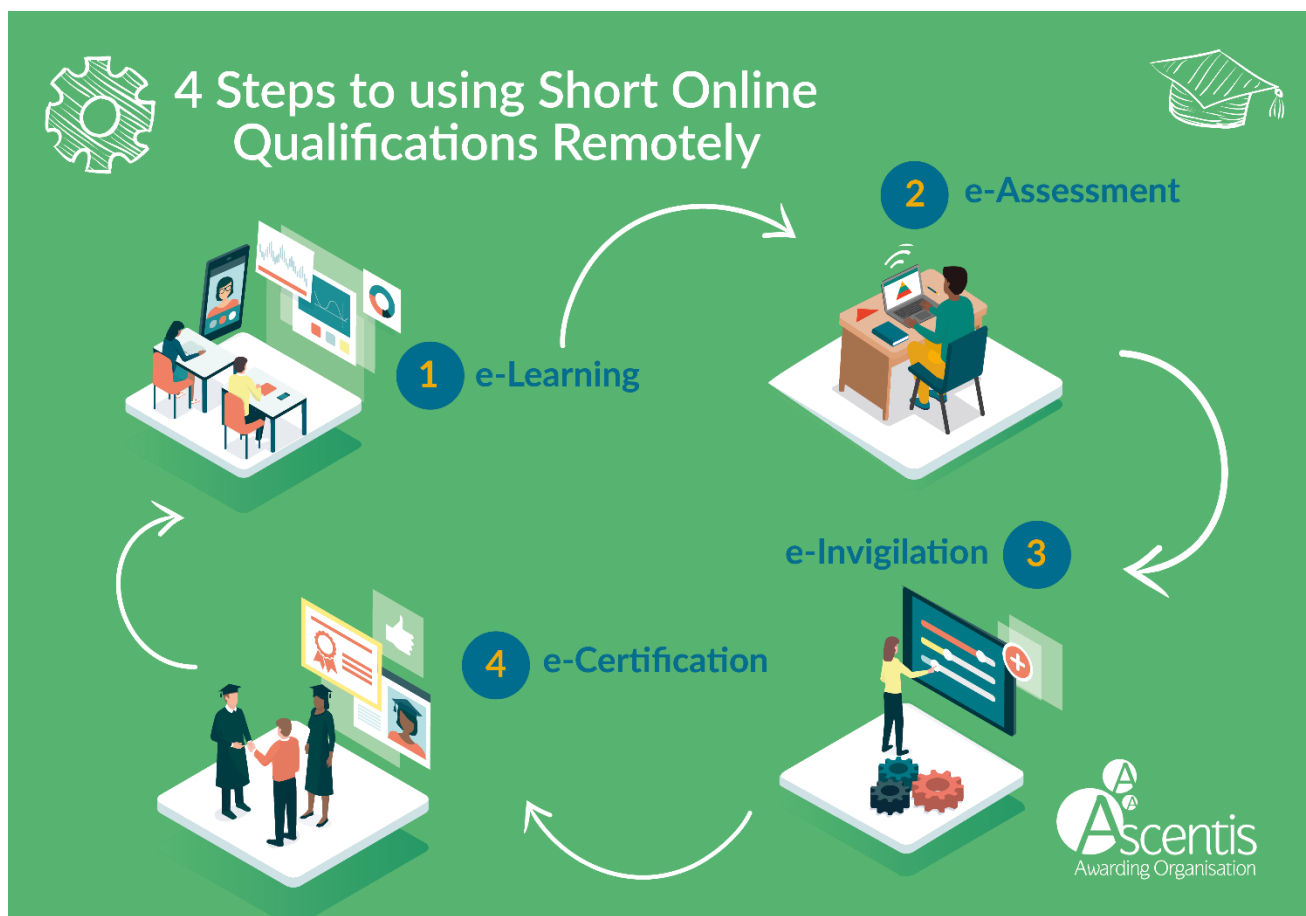 4 Steps to using Short Online
Qualifications Remotely
1 e-Learning
2 e-Assessment
e-Invigilation 3
4 e-Certification
A
A
Ascentis
Awarding Organisation